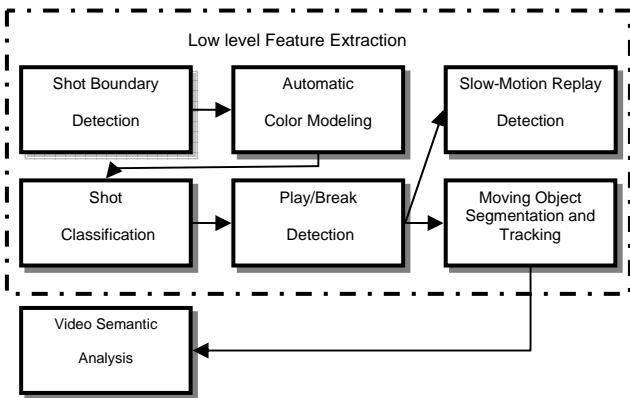 Low level Feature Extraction
Shot Boundary
Detection
Automatic
Color Modeling
Slow-Motion Replay
Detection
Shot
Classification
Play/Break
Detection
Moving Object
Segmentation and
Tracking
Video Semantic
Analysis